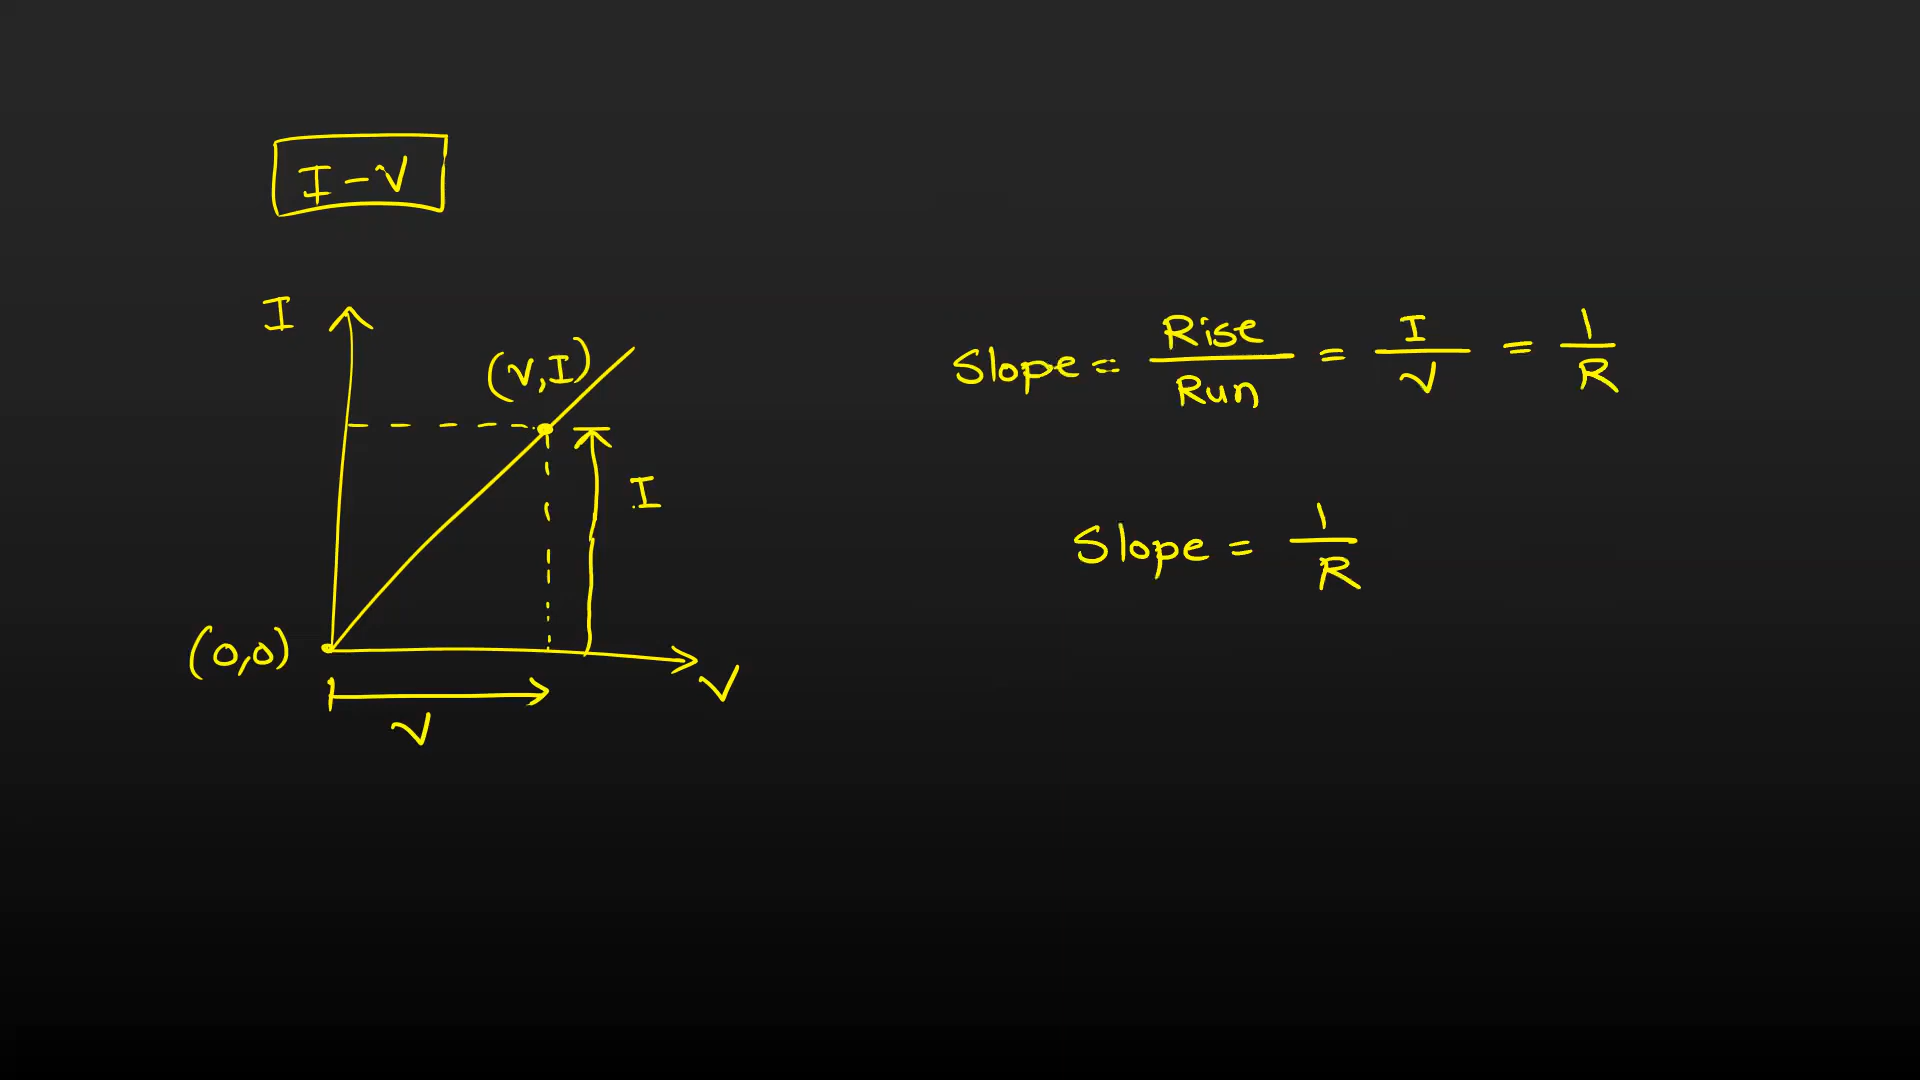 I - V
I
(V, I)
I
(0,0)
V
V
Slope = Rise / Run = I / V = 1 / R
Slope = 1 / R